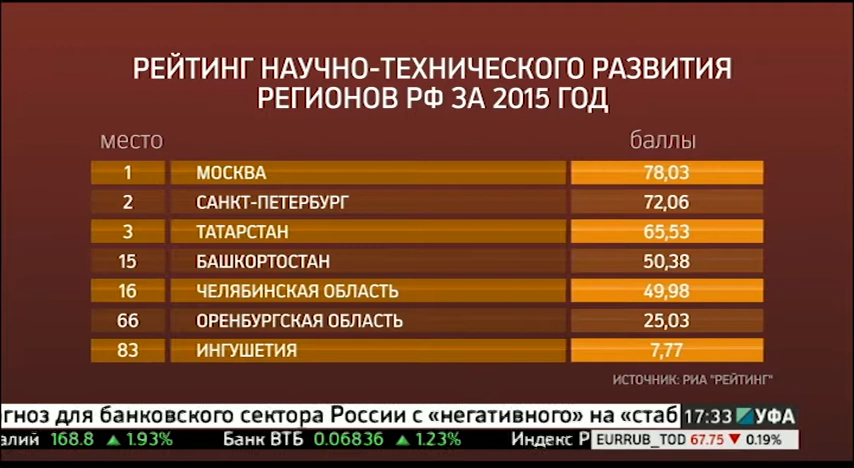 РЕЙТИНГ НАУЧНО-ТЕХНИЧЕСКОГО РАЗВИТИЯ
РЕГИОНОВ РФ ЗА 2015 ГОД
место баллы
1 МОСКВА 78,03
2 САНКТ-ПЕТЕРБУРГ 72,06
3 ТАТАРСТАН 65,53
15 БАШКОРТОСТАН 50,38
16 ЧЕЛЯБИНСКАЯ ОБЛАСТЬ 49,98
66 ОРЕНБУРГСКАЯ ОБЛАСТЬ 25,03
83 ИНГУШЕТИЯ 7,77
ИСТОЧНИК: РИА "РЕЙТИНГ"
гноз для банковского сектора России с «негативного» на «стаб 17:33 УФА
алий 168.8 ▲ 1.93% Банк ВТБ 0.06836 ▲ 1.23% Индекс Р EURRUB_TOD 67.75 ▼ 0.19%